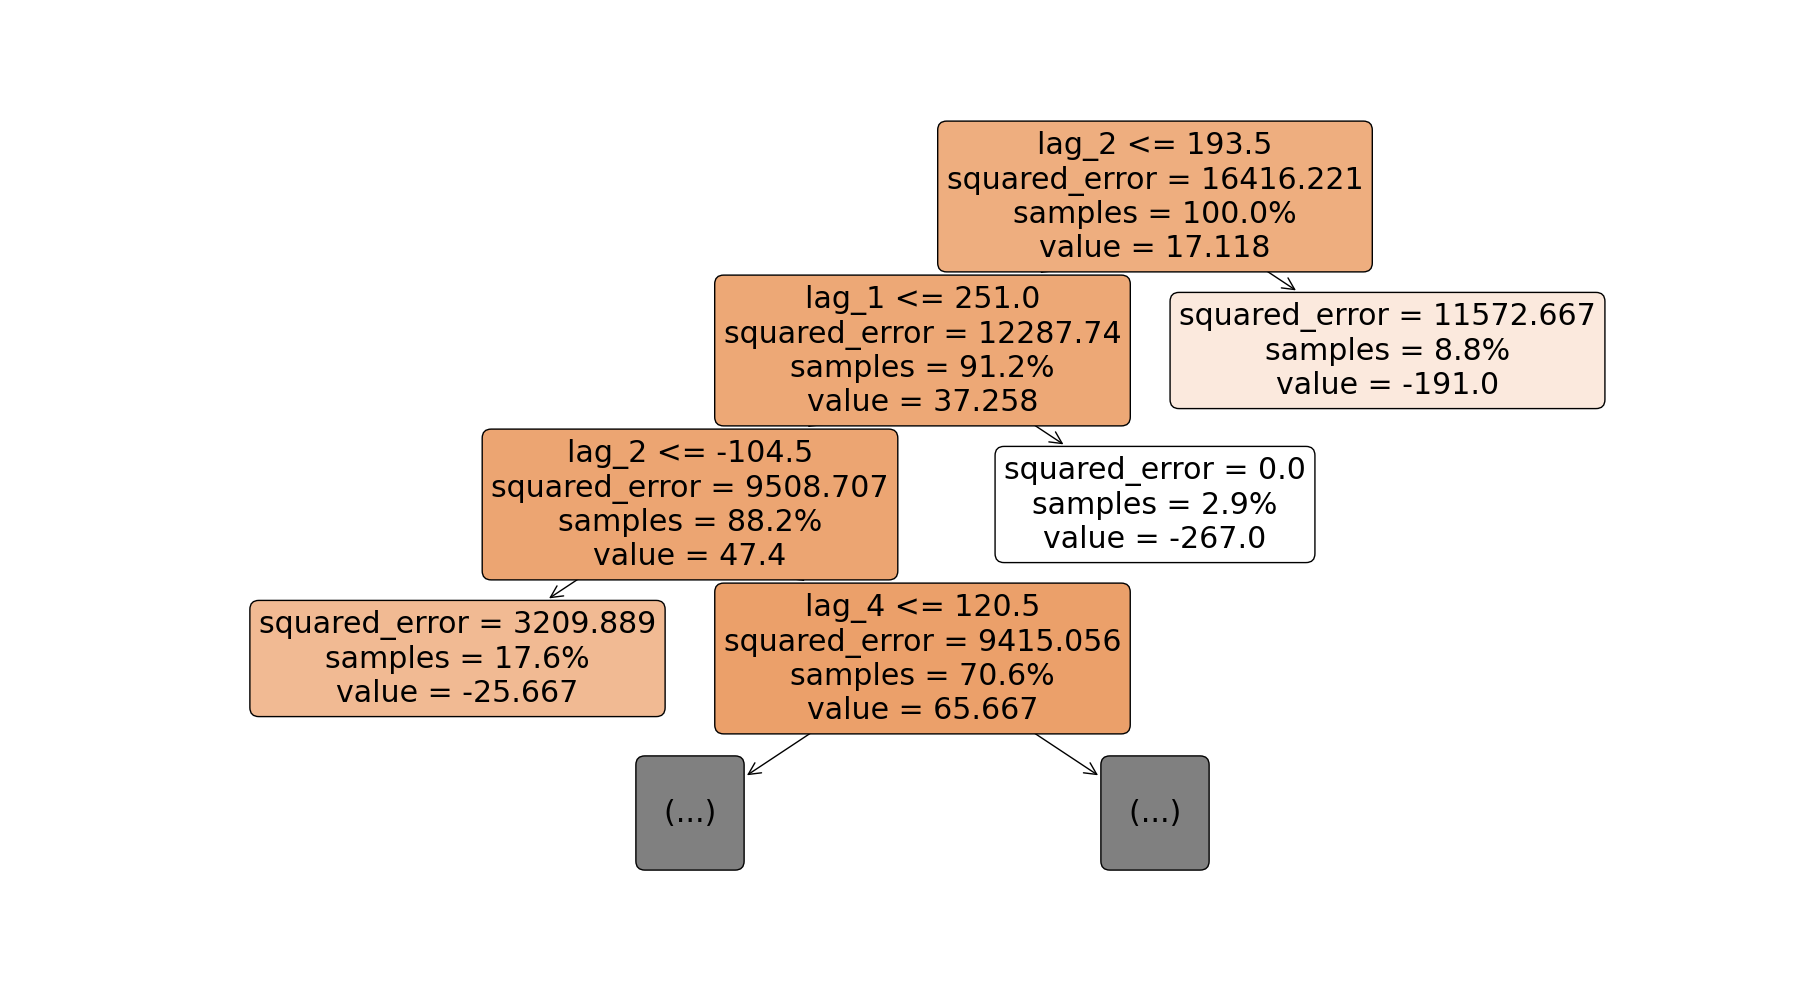 lag_2 <= 193.5
squared_error = 16416.221
samples = 100.0%
value = 17.118
lag_1 <= 251.0
squared_error = 12287.74
samples = 91.2%
value = 37.258
squared_error = 11572.667
samples = 8.8%
value = -191.0
lag_2 <= -104.5
squared_error = 9508.707
samples = 88.2%
value = 47.4
squared_error = 0.0
samples = 2.9%
value = -267.0
squared_error = 3209.889
samples = 17.6%
value = -25.667
lag_4 <= 120.5
squared_error = 9415.056
samples = 70.6%
value = 65.667
(...)
(...)